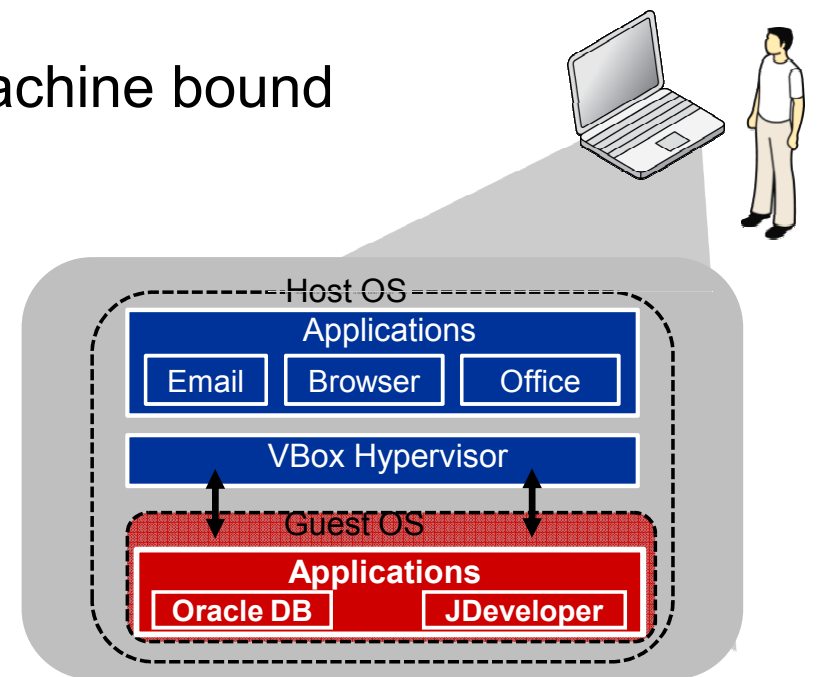 achine bound
Host OS
Applications
Email Browser Office
VBox Hypervisor
Guest OS
Applications
Oracle DB JDeveloper